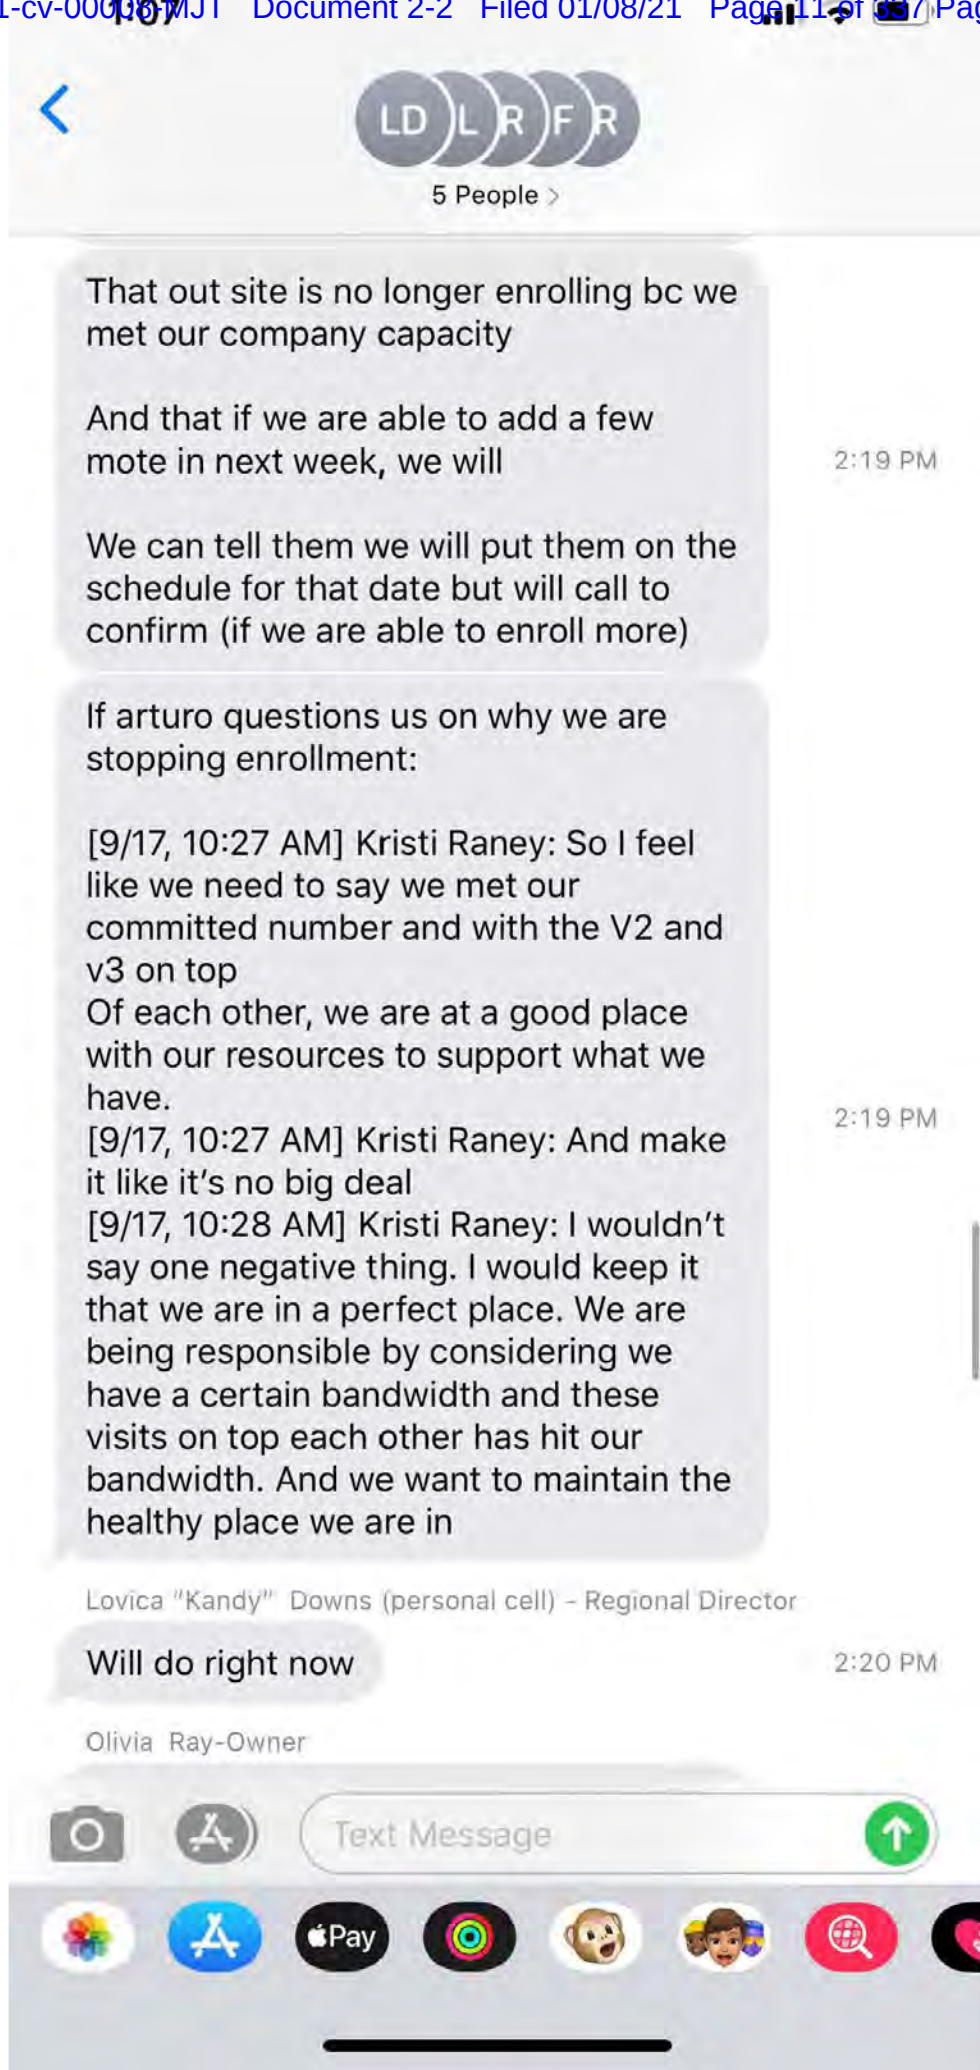 1-cv-00008-MJT Document 2-2 Filed 01/08/21 Page 11 of 337 Pag
1:07
LD L R F R
5 People >
That out site is no longer enrolling bc we
met our company capacity
And that if we are able to add a few
mote in next week, we will
2:19 PM
We can tell them we will put them on the
schedule for that date but will call to
confirm (if we are able to enroll more)
If arturo questions us on why we are
stopping enrollment:
[9/17, 10:27 AM] Kristi Raney: So I feel
like we need to say we met our
committed number and with the V2 and
v3 on top
Of each other, we are at a good place
with our resources to support what we
have.
2:19 PM
[9/17, 10:27 AM] Kristi Raney: And make
it like it's no big deal
[9/17, 10:28 AM] Kristi Raney: I wouldn't
say one negative thing. I would keep it
that we are in a perfect place. We are
being responsible by considering we
have a certain bandwidth and these
visits on top each other has hit our
bandwidth. And we want to maintain the
healthy place we are in
Lovica "Kandy" Downs (personal cell) - Regional Director
Will do right now
2:20 PM
Olivia Ray-Owner
Text Message
Pay